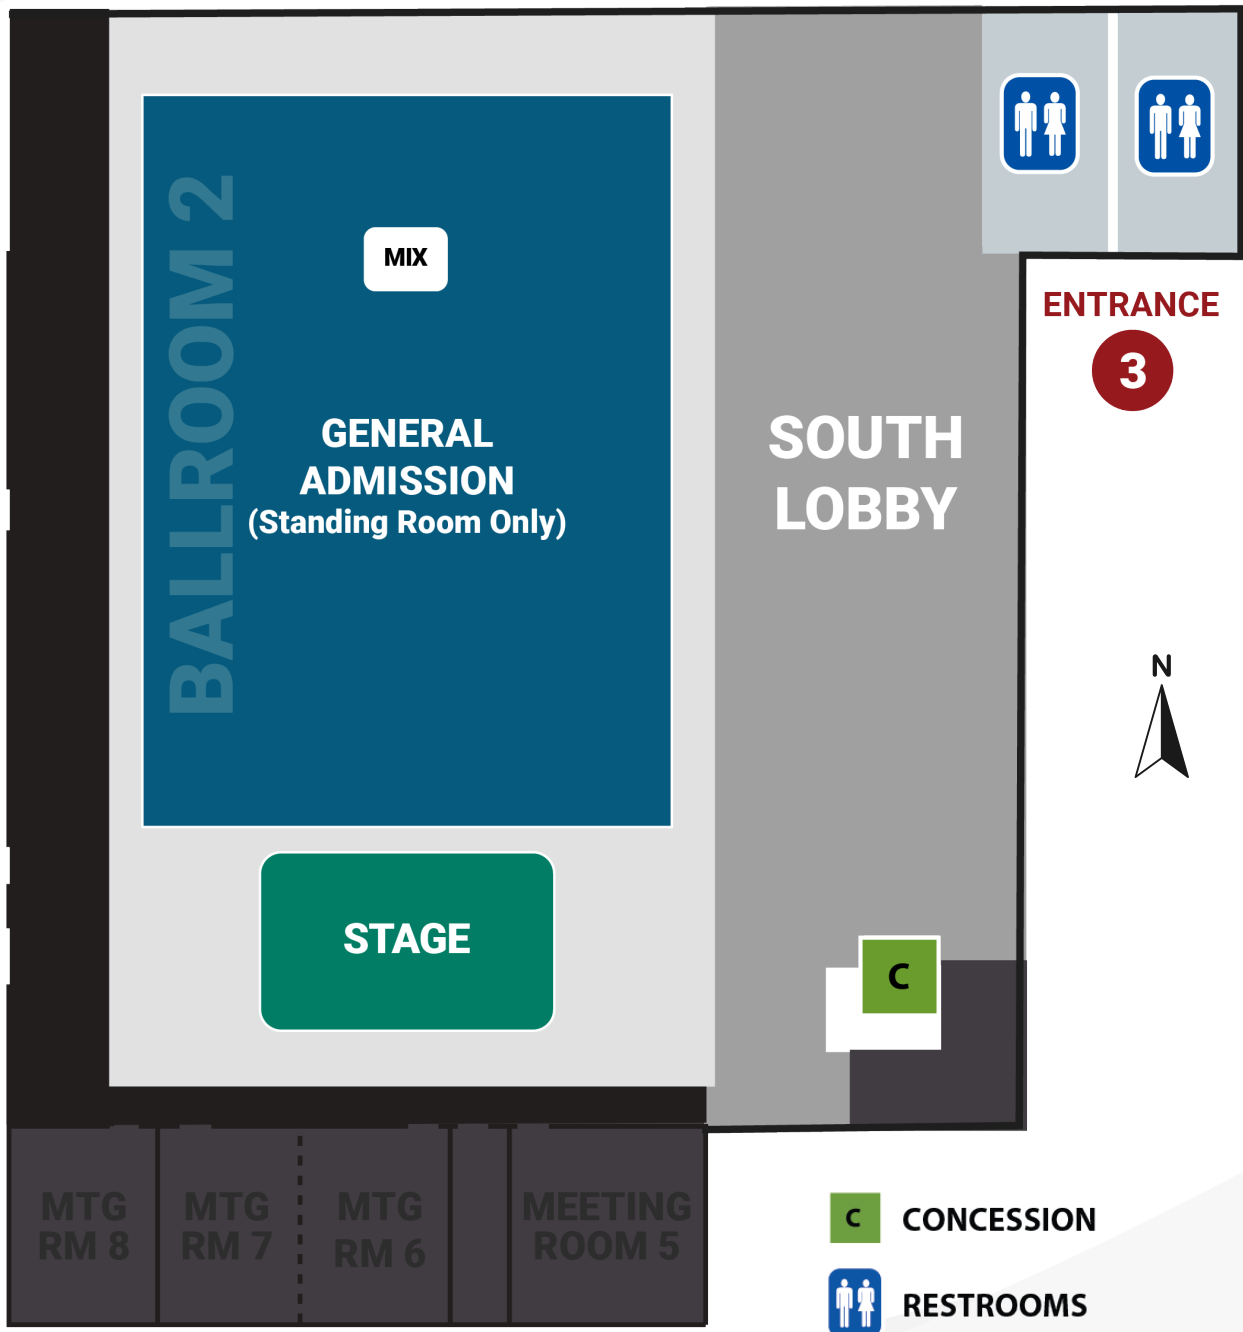 BALLROOM 2
MIX
GENERAL
ADMISSION
(Standing Room Only)
STAGE
SOUTH
LOBBY
ENTRANCE
3
N
C
MTG
RM 8
MTG
RM 7
MTG
RM 6
MEETING
ROOM 5
C CONCESSION
RESTROOMS